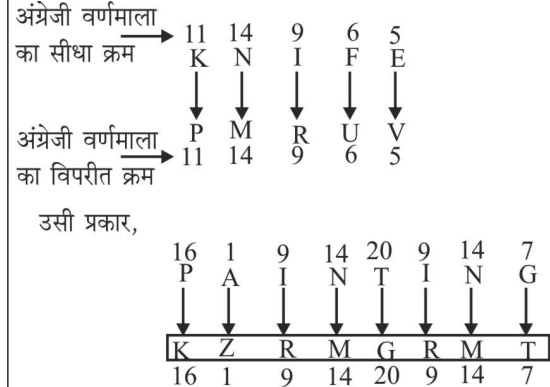 अंग्रेजी वर्णमाला
का सीधा क्रम
11 14 9 6 5
K N I F E
P M R U V
11 14 9 6 5
अंग्रेजी वर्णमाला
का विपरीत क्रम
उसी प्रकार,
16 1 9 14 20 9 14 7
P A I N T I N G
K Z R M G R M T
16 1 9 14 20 9 14 7